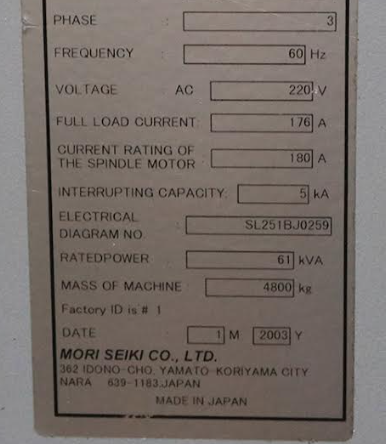 PHASE : 3
FREQUENCY : 60 Hz
VOLTAGE AC 220 V
FULL LOAD CURRENT: 176 A
CURRENT RATING OF
THE SPINDLE MOTOR : 180 A
INTERRUPTING CAPACITY: 5 kA
ELECTRICAL
DIAGRAM NO. : SL251BJ0259
RATEDPOWER : 61 kVA
MASS OF MACHINE : 4800 kg
Factory ID is # 1
DATE : 1 M 2003 Y
MORI SEIKI CO., LTD.
362 IDONO-CHO, YAMATO-KORIYAMA CITY
NARA 639-1183.JAPAN
MADE IN JAPAN